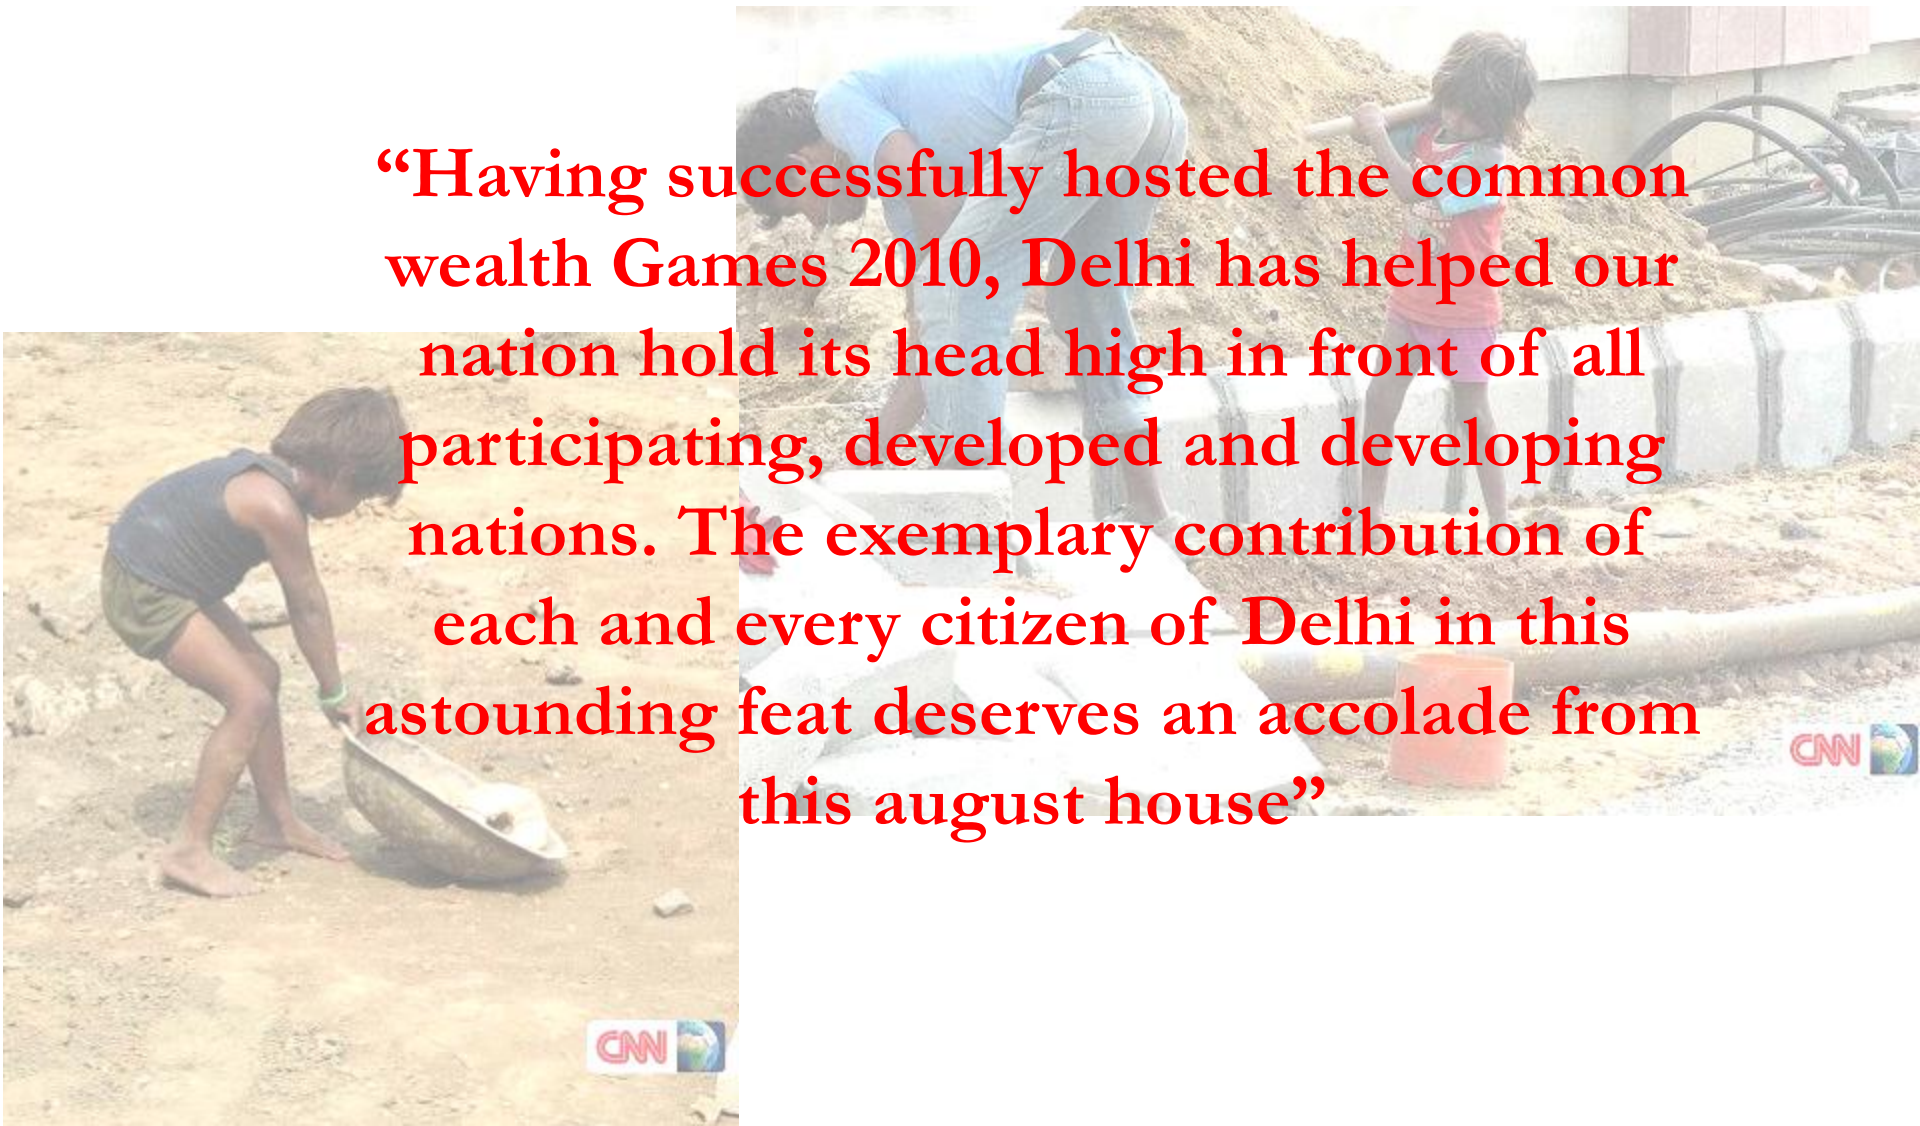 “Having successfully hosted the common
wealth Games 2010, Delhi has helped our
nation hold its head high in front of all
participating, developed and developing
nations. The exemplary contribution of
each and every citizen of Delhi in this
astounding feat deserves an accolade from
this august house”
CNN
CNN